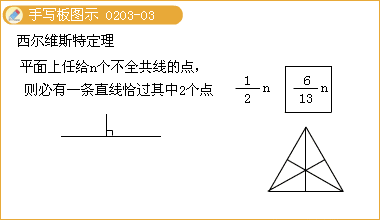 手写板图示 0203-03
西尔维斯特定理
平面上任给n个不全共线的点,
则必有一条直线恰过其中2个点
1/2 n 6/13 n